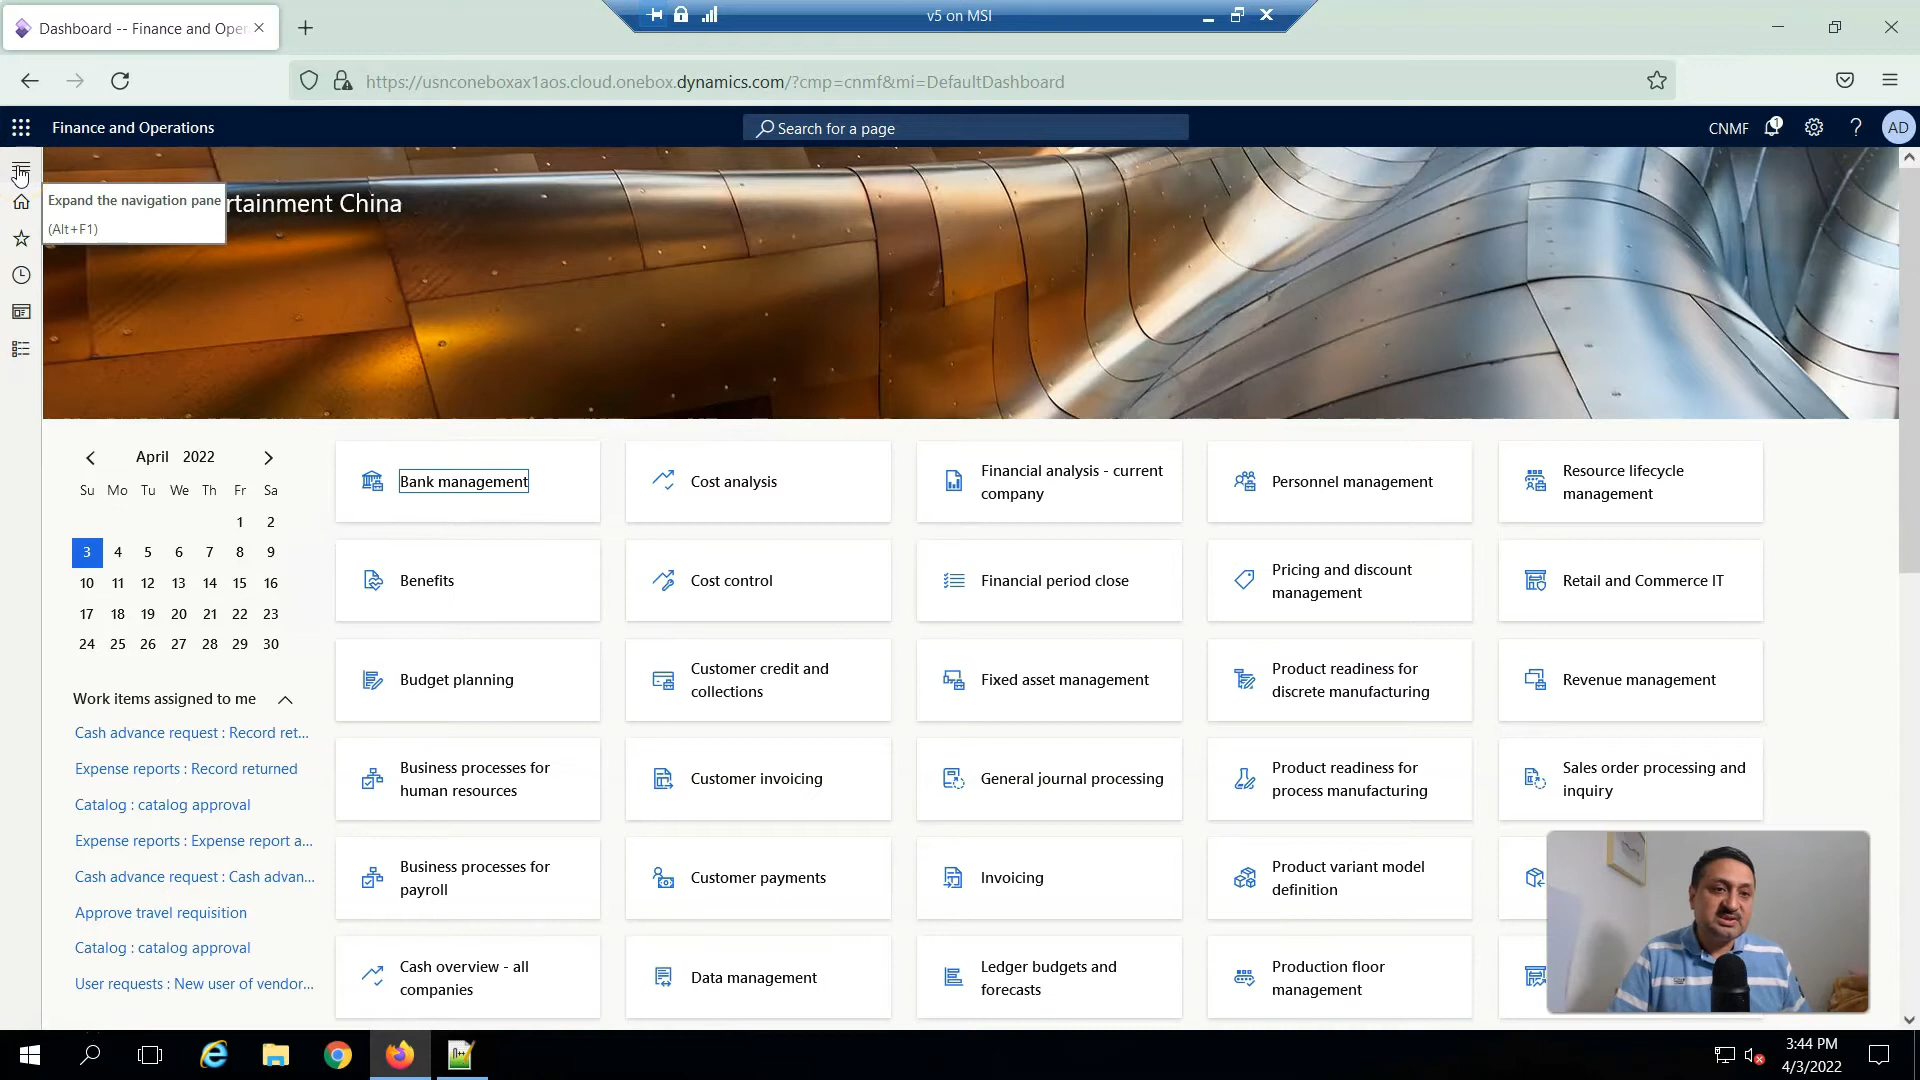 Dashboard -- Finance and Oper
v5 on MSI
https://usnconeboxax1aos.cloud.onebox.dynamics.com/?cmp=cnmf&mi=DefaultDashboard
Finance and Operations
Search for a page
CNMF
1
?
AD
Expand the navigation pane
(Alt+F1)
rtainment China
April 2022
Su Mo Tu We Th Fr Sa
1 2
3 4 5 6 7 8 9
10 11 12 13 14 15 16
17 18 19 20 21 22 23
24 25 26 27 28 29 30
Work items assigned to me
Cash advance request : Record ret...
Expense reports : Record returned
Catalog : catalog approval
Expense reports : Expense report a...
Cash advance request : Cash advan...
Approve travel requisition
Catalog : catalog approval
User requests : New user of vendor...
Bank management
Cost analysis
Financial analysis - current
company
Personnel management
Resource lifecycle
management
Benefits
Cost control
Financial period close
Pricing and discount
management
Retail and Commerce IT
Budget planning
Customer credit and
collections
Fixed asset management
Product readiness for
discrete manufacturing
Revenue management
Business processes for
human resources
Customer invoicing
General journal processing
Product readiness for
process manufacturing
Sales order processing and
inquiry
Business processes for
payroll
Customer payments
Invoicing
Product variant model
definition
Cash overview - all
companies
Data management
Ledger budgets and
forecasts
Production floor
management
3:44 PM
4/3/2022